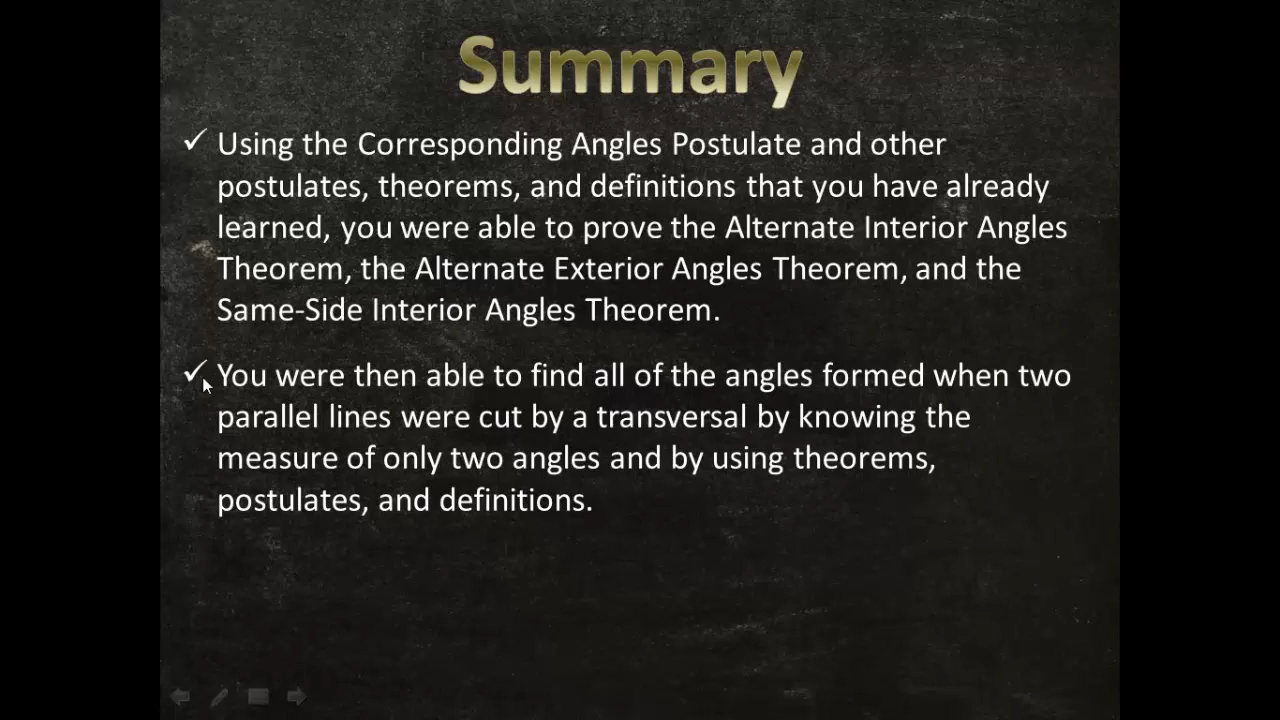 Summary
✓ Using the Corresponding Angles Postulate and other
postulates, theorems, and definitions that you have already
learned, you were able to prove the Alternate Interior Angles
Theorem, the Alternate Exterior Angles Theorem, and the
Same-Side Interior Angles Theorem.
✓ You were then able to find all of the angles formed when two
parallel lines were cut by a transversal by knowing the
measure of only two angles and by using theorems,
postulates, and definitions.